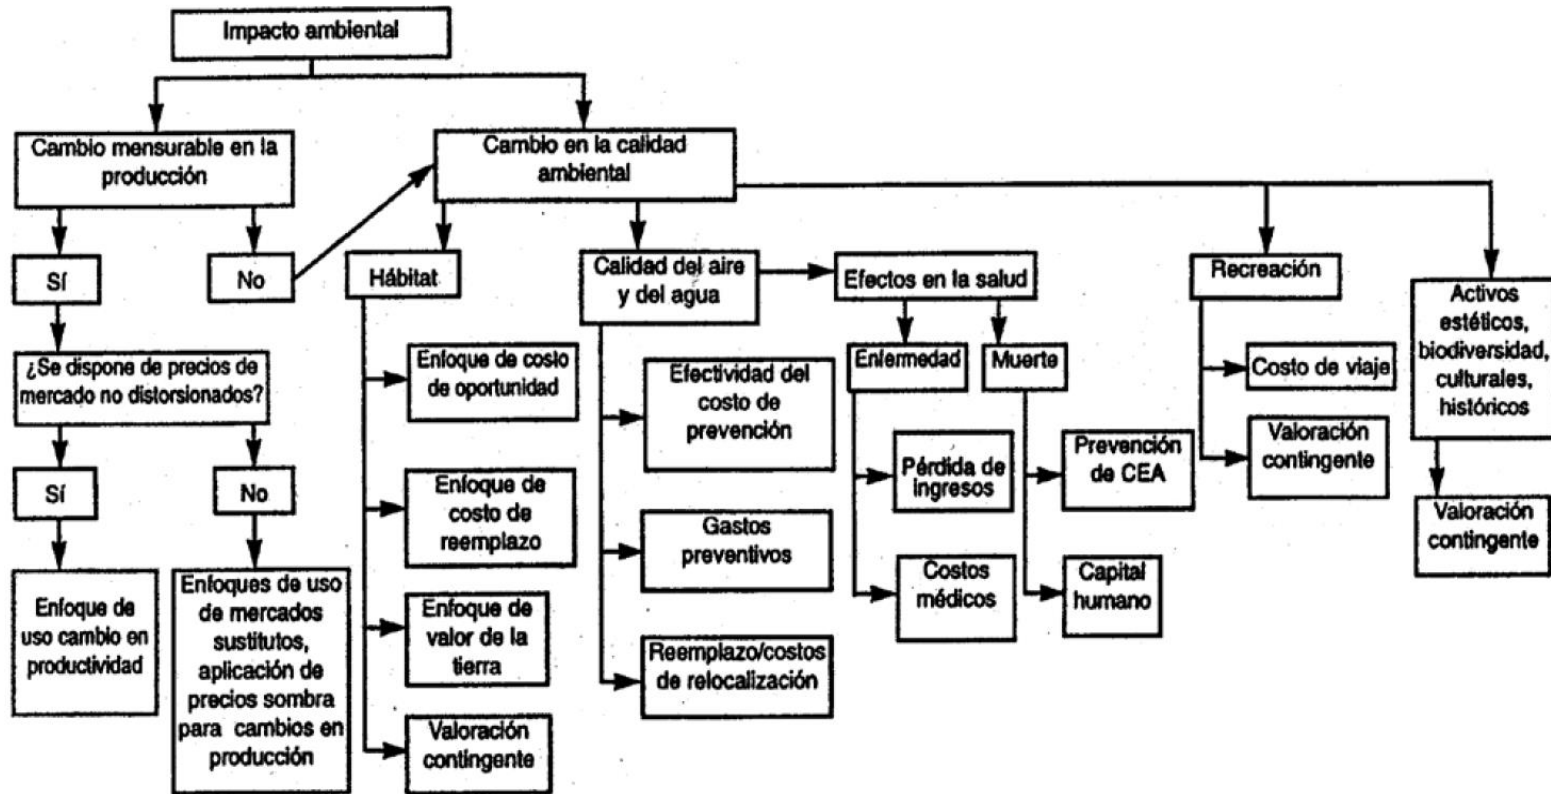 Impacto ambiental
Cambio mensurable en la
producción
Cambio en la calidad
ambiental
Sí
No
Hábitat
Calidad del aire
y del agua
Efectos en la salud
Recreación
Activos
estéticos,
biodiversidad,
culturales,
históricos
¿Se dispone de precios de
mercado no distorsionados?
Enfoque de costo
de oportunidad
Efectividad del
costo de
prevención
Enfermedad
Muerte
Costo de viaje
Sí
No
Enfoque de
costo de
reemplazo
Pérdida de
ingresos
Prevención
de CEA
Valoración
contingente
Gastos
preventivos
Valoración
contingente
Enfoque de
uso cambio en
productividad
Enfoques de uso
de mercados
sustitutos,
aplicación de
precios sombra
para cambios en
producción
Enfoque de
valor de la
tierra
Costos
médicos
Capital
humano
Reemplazo/costos
de relocalización
Valoración
contingente